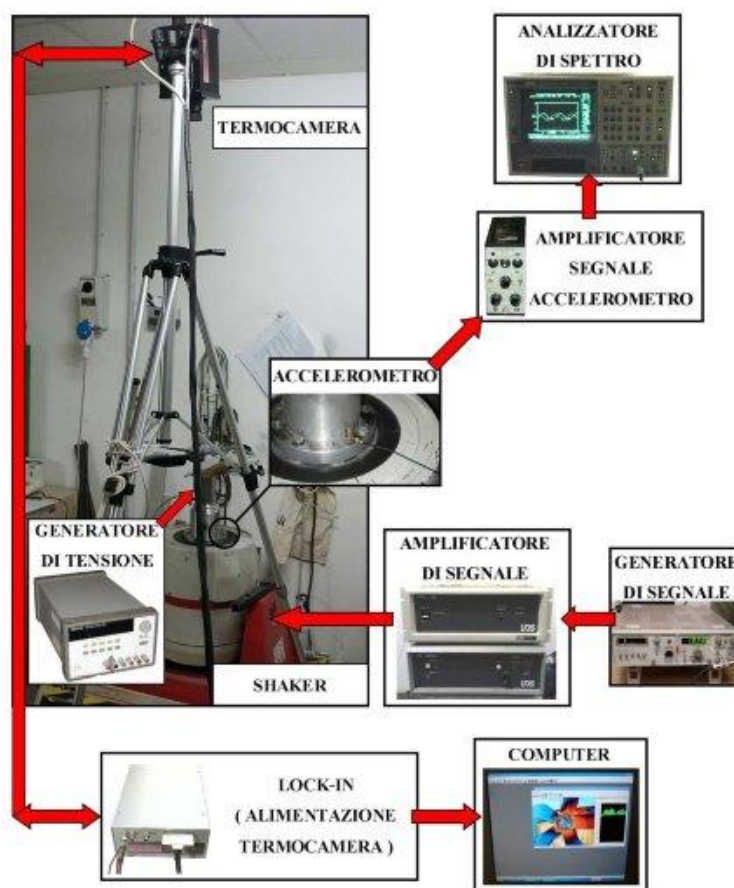 ANALIZZATORE
DI SPETTRO
TERMOCAMERA
AMPLIFICATORE
SEGNALE
ACCELEROMETRO
ACCELEROMETRO
GENERATORE
DI TENSIONE
AMPLIFICATORE
DI SEGNALE
GENERATORE
DI SEGNALE
SHAKER
LOCK-IN
( ALIMENTAZIONE
TERMOCAMERA )
COMPUTER